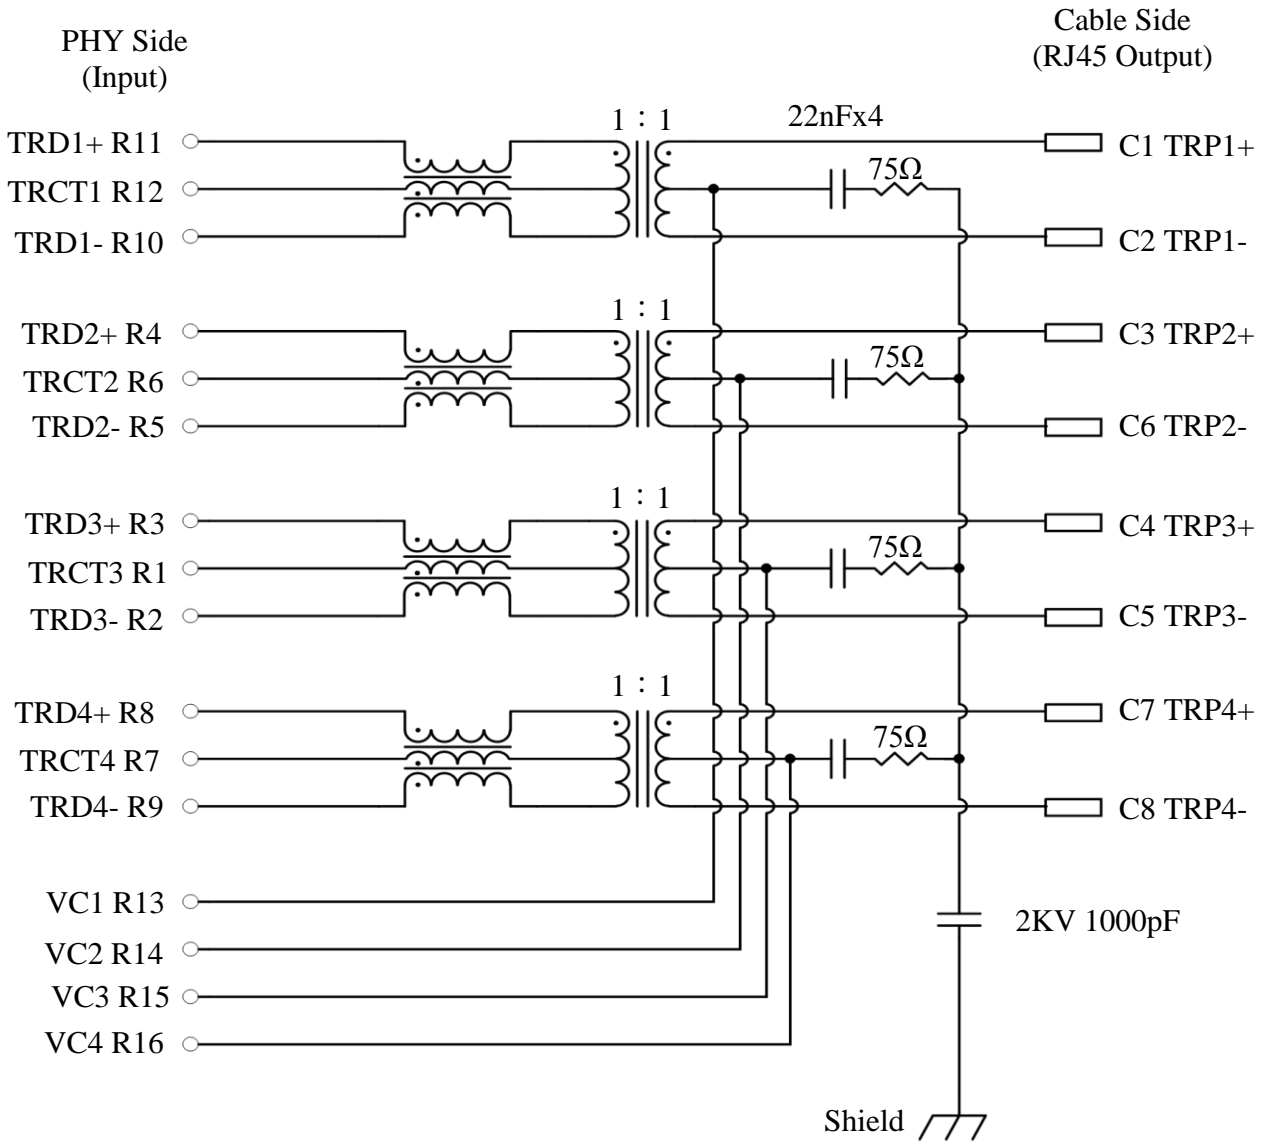 PHY Side
(Input)
Cable Side
(RJ45 Output)
1 : 1
22nFx4
TRD1+ R11
C1 TRP1+
75Ω
TRCT1 R12
TRD1- R10
C2 TRP1-
1 : 1
TRD2+ R4
C3 TRP2+
75Ω
TRCT2 R6
TRD2- R5
C6 TRP2-
1 : 1
TRD3+ R3
C4 TRP3+
75Ω
TRCT3 R1
TRD3- R2
C5 TRP3-
1 : 1
TRD4+ R8
C7 TRP4+
75Ω
TRCT4 R7
TRD4- R9
C8 TRP4-
VC1 R13
2KV 1000pF
VC2 R14
VC3 R15
VC4 R16
Shield